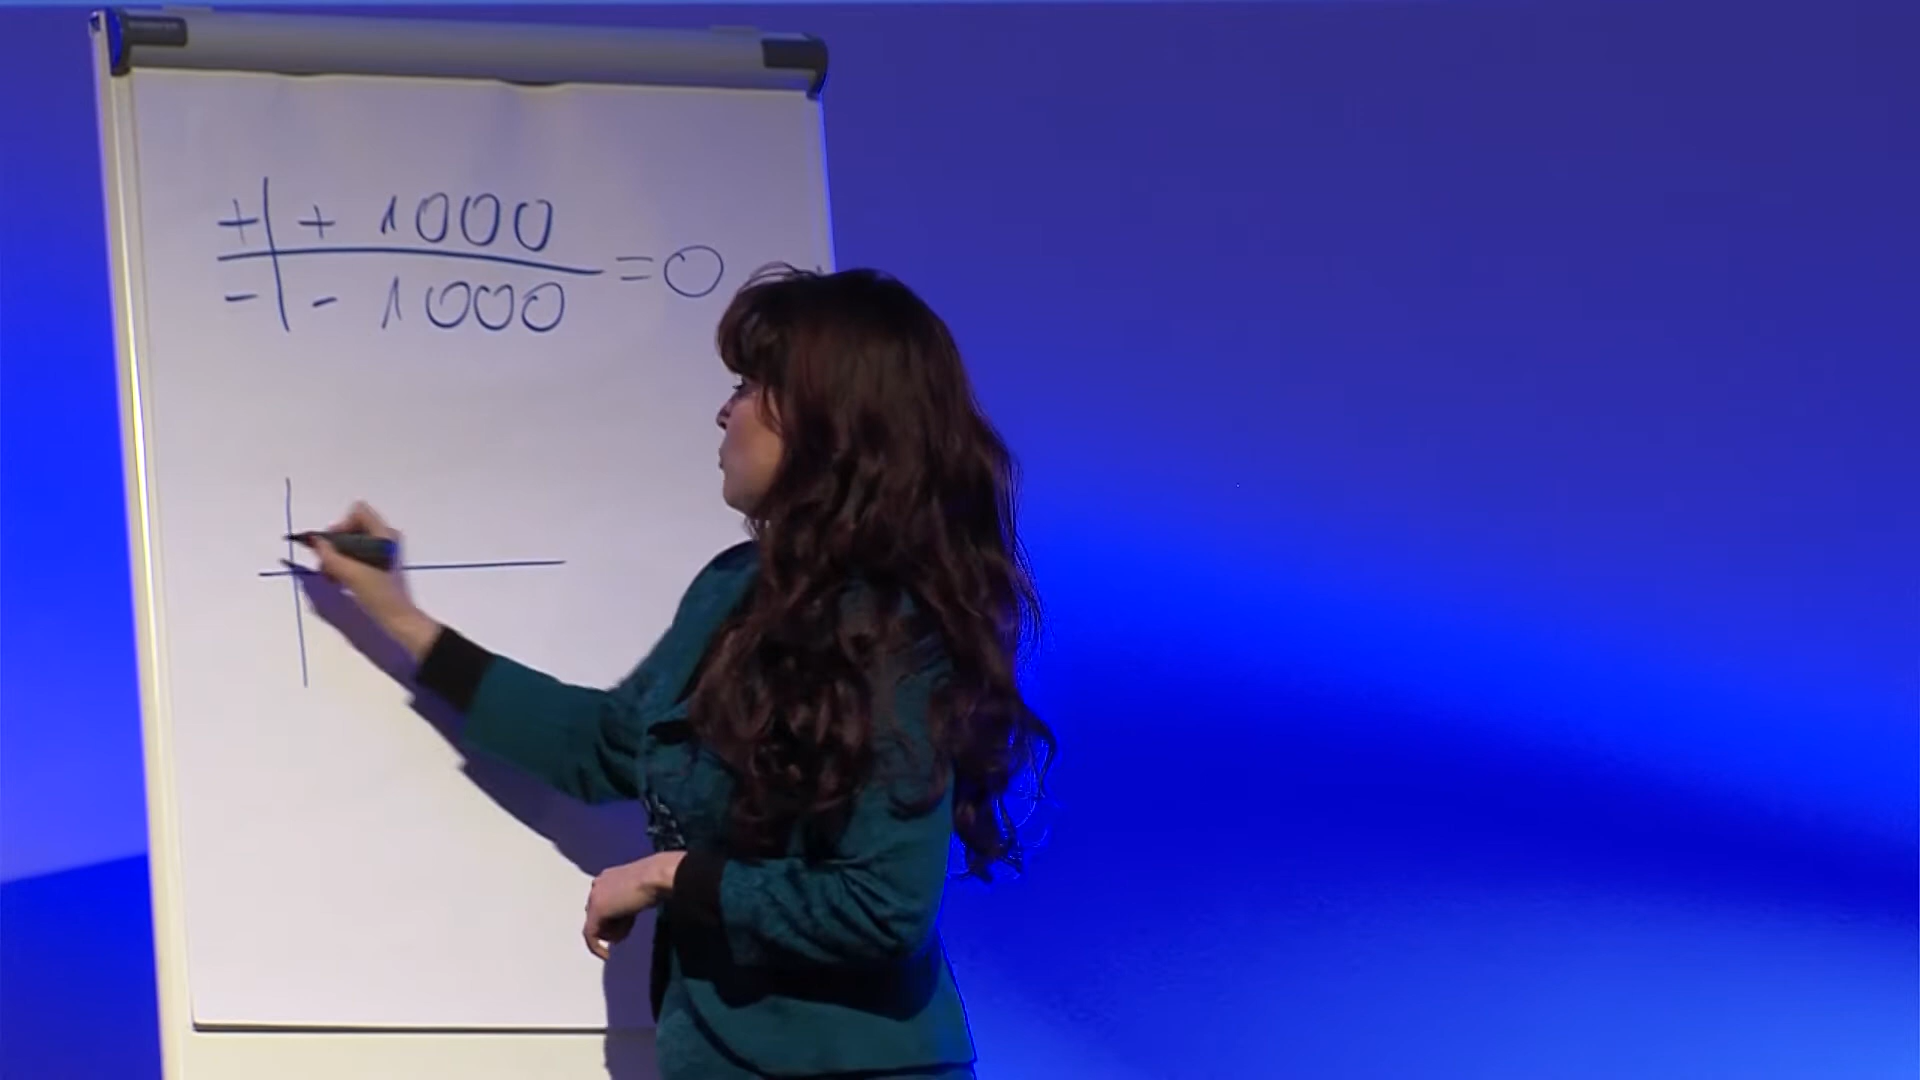 + + 1000
= 0
- - 1000